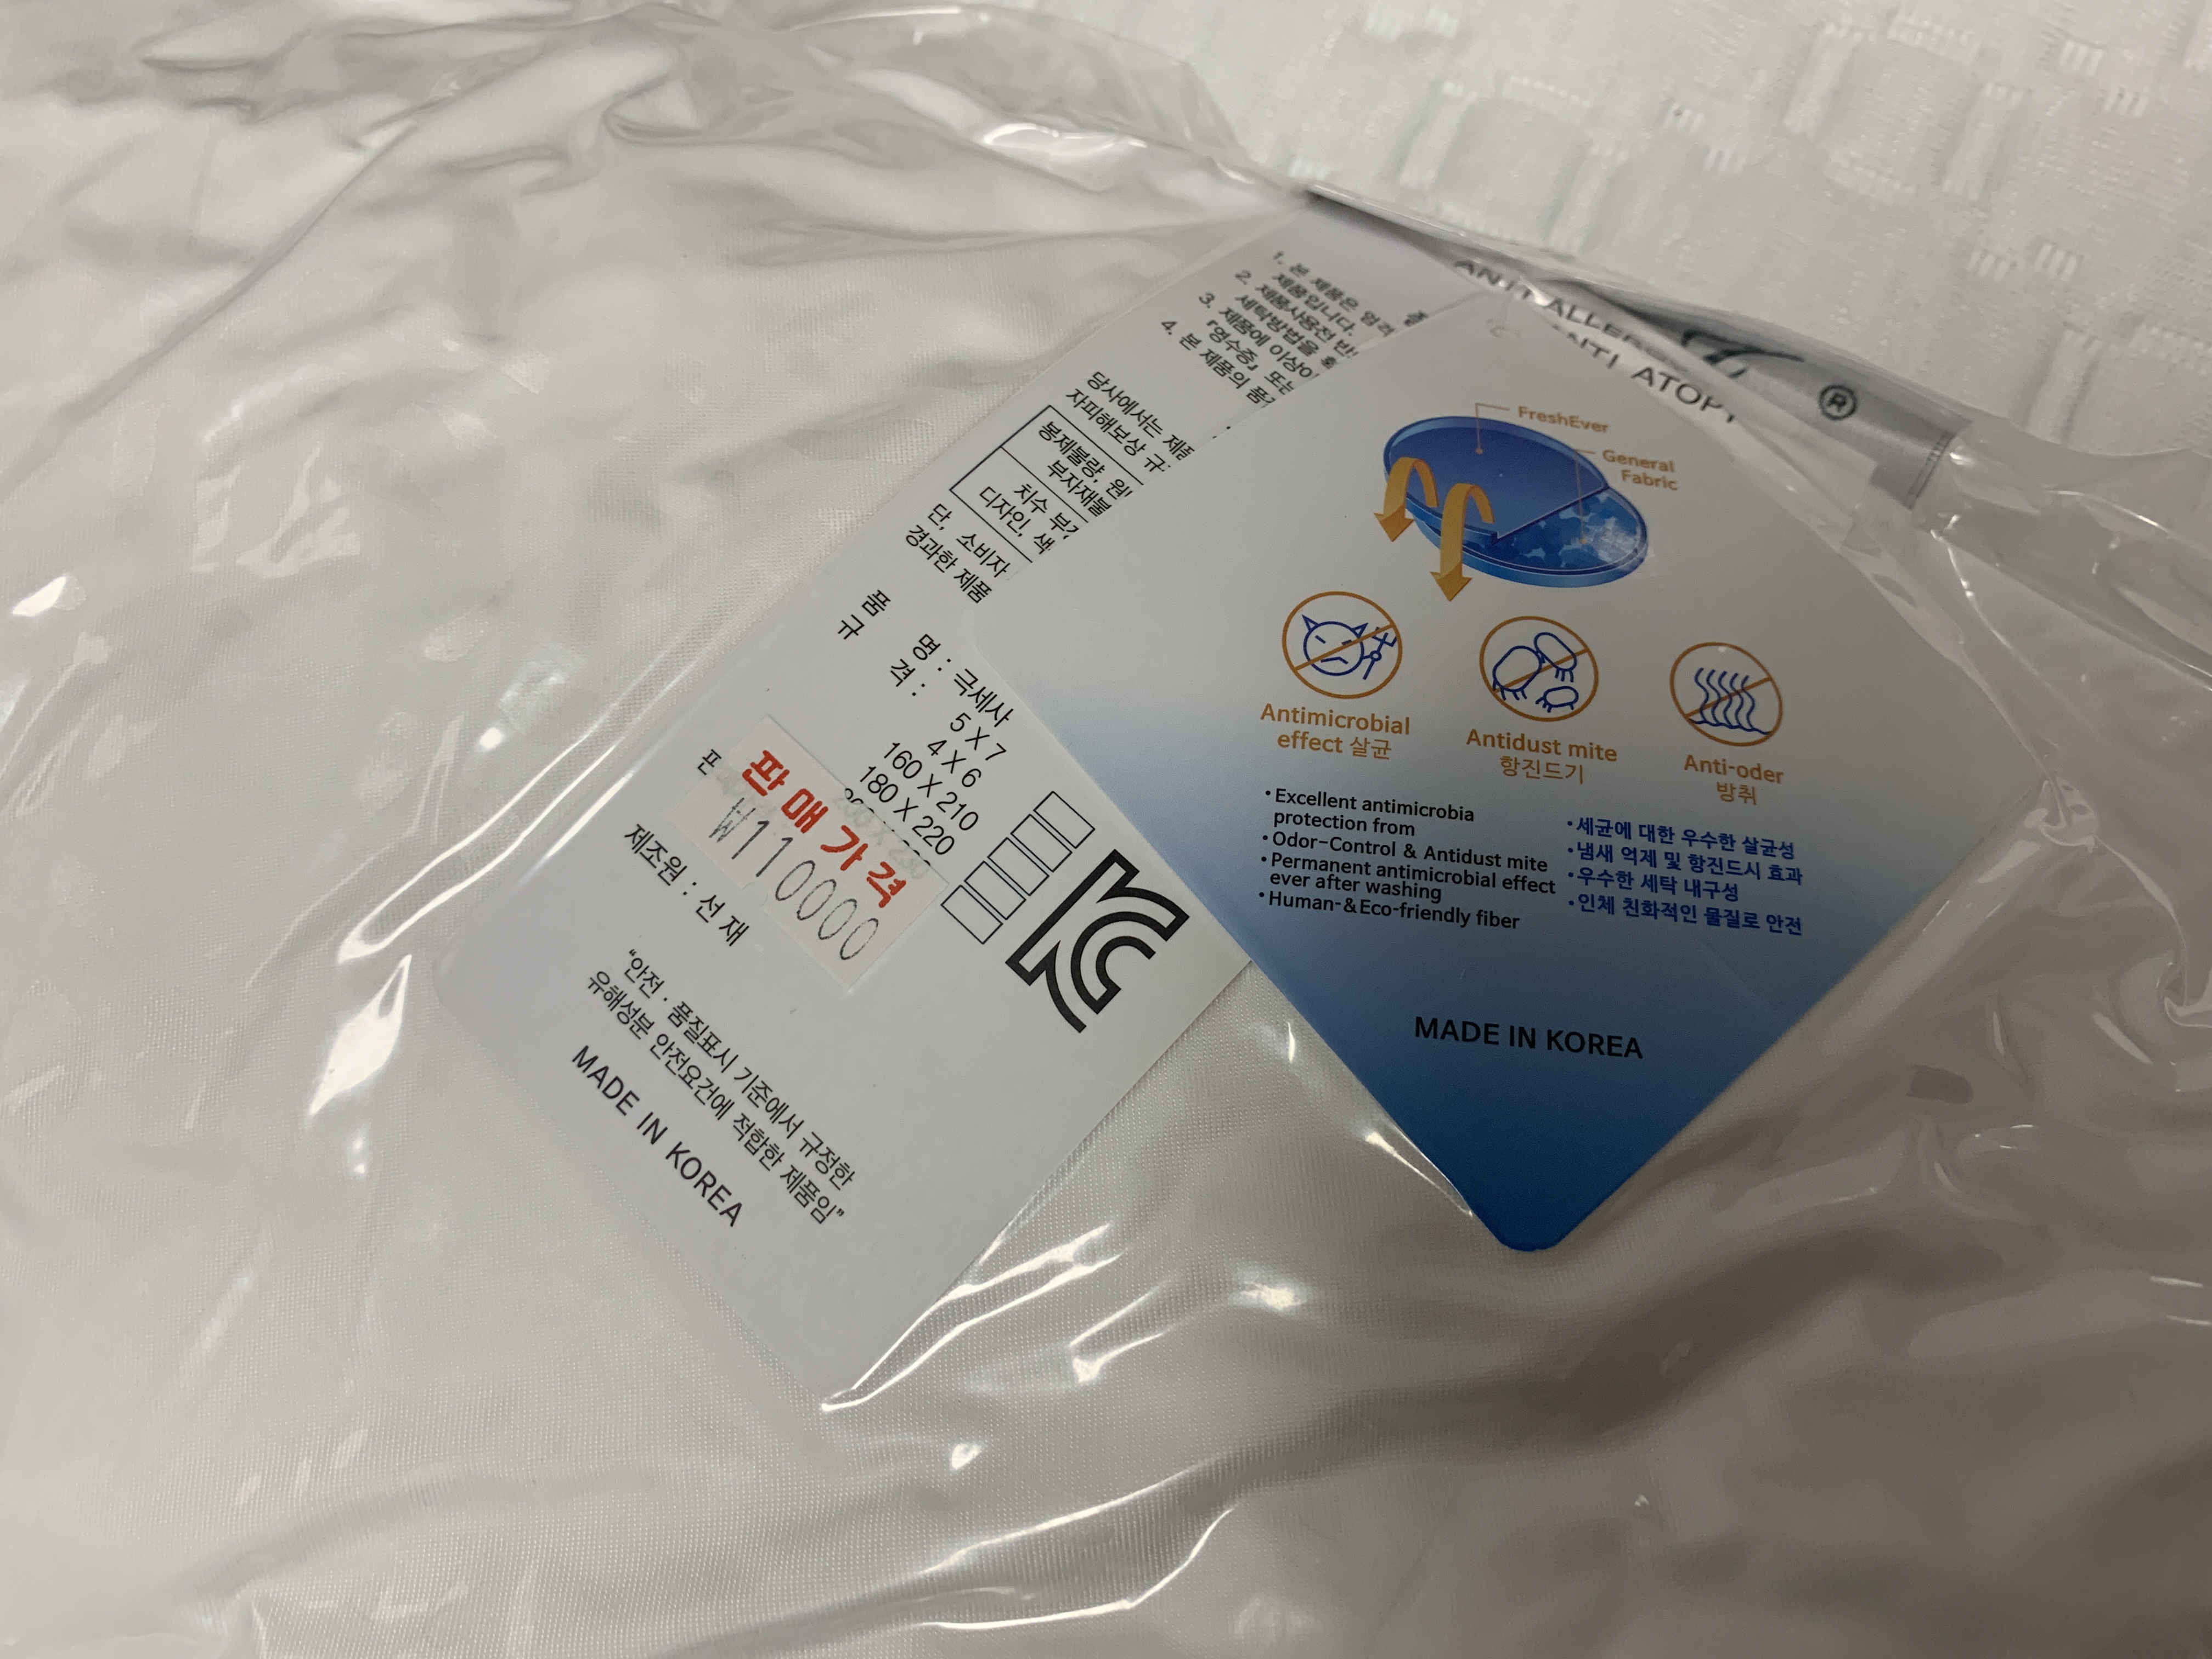 1. 본 제품은 엄격
제품입니다.
2. 제품사용전 반
세탁방법을
3. 제품에 이상이
『영수증』 또는
4. 본 제품의 품
당사에서는 제품
자피해보상 규
봉제불량, 원
부자재불
치수 부
디자인, 색
단, 소비자
경과한 제품
품 명 : 극세사
규 격 :
5 X 7
4 X 6
160 X 210
180 X 220
판매가격
₩110000
제조원 : 선재
"안전·품질표시 기준에서 규정한
유해성분 안전요건에 적합한 제품임"
MADE IN KOREA
KC
ANTI ALLERG
ANTI ATOPY
®
FreshEver
General
Fabric
Antimicrobial
effect 살균
Antidust mite
항진드기
Anti-oder
방취
•Excellent antimicrobia
protection from
•Odor-Control & Antidust mite
•Permanent antimicrobial effect
ever after washing
•Human-&Eco-friendly fiber
•세균에 대한 우수한 살균성
•냄새 억제 및 항진드시 효과
•우수한 세탁 내구성
•인체 친화적인 물질로 안전
MADE IN KOREA